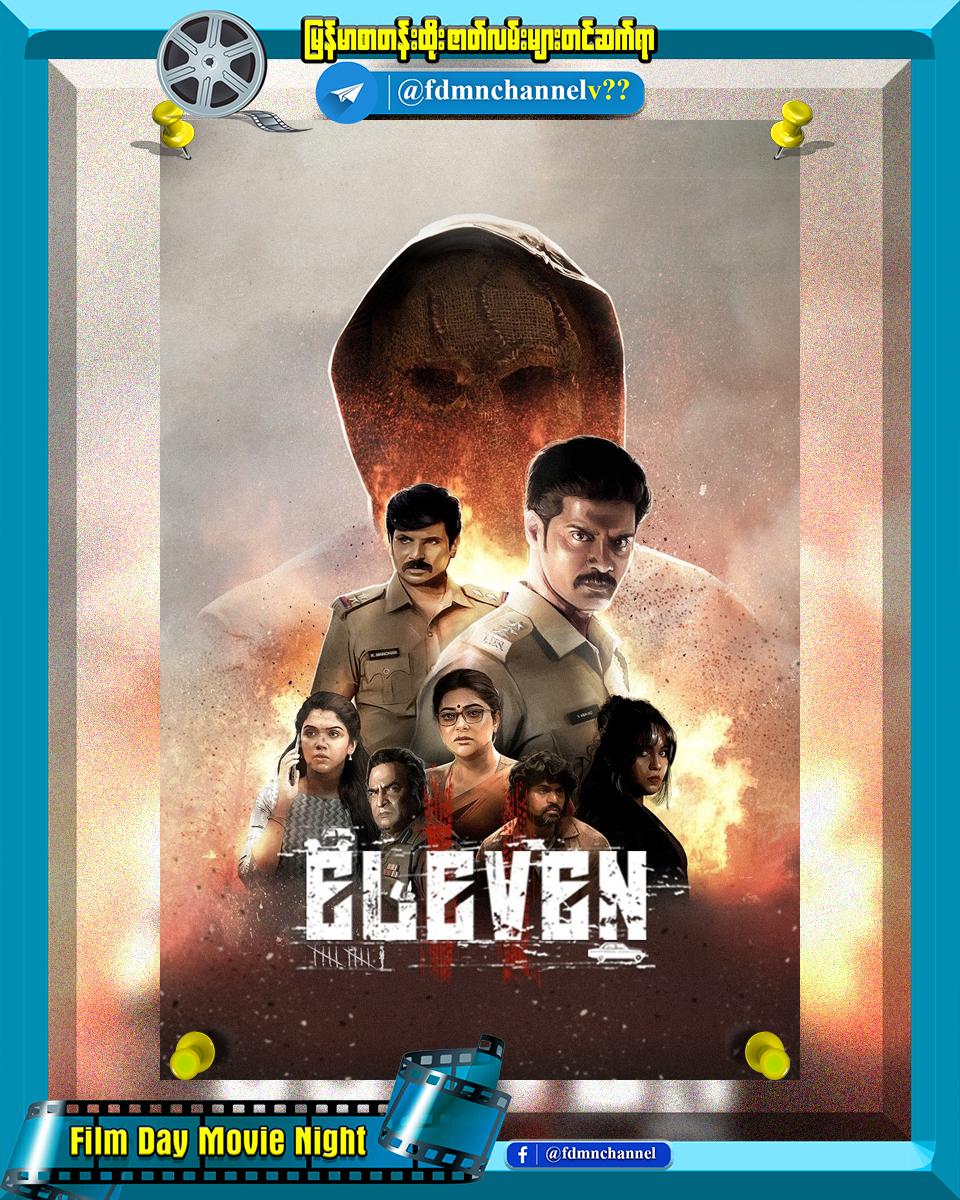 မြန်မာစာတန်းထိုး ဇာတ်လမ်းများတင်ဆက်ရာ
@fdmnchannelv??
K. MANOHAR
ELEVEN
Film Day Movie Night
@fdmnchannel